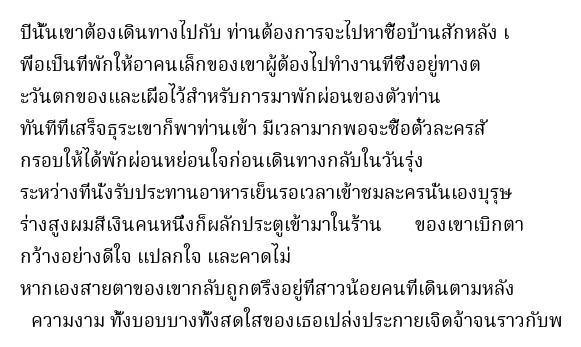 ปีนั้นเขาต้องเดินทางไปกับ ท่านต้องการจะไปหาซื้อบ้านสักหลัง เ
พื่อเป็นที่พักให้อาคนเล็กของเขาผู้ต้องไปทำงานที่ซึ่งอยู่ทางต
ะวันตกของและเผื่อไว้สำหรับการมาพักผ่อนของตัวท่าน
ทันทีที่เสร็จธุระเขาก็พาท่านเข้า มีเวลามากพอจะซื้อตั๋วละครสั
กรอบให้ได้พักผ่อนหย่อนใจก่อนเดินทางกลับในวันรุ่ง
ระหว่างที่นั่งรับประทานอาหารเย็นรอเวลาเข้าชมละครนั่นเองบุรุษ
ร่างสูงผมสีเงินคนหนึ่งก็ผลักประตูเข้ามาในร้าน ของเขาเบิกตา
กว้างอย่างดีใจ แปลกใจ และคาดไม่
หากเองสายตาของเขากลับถูกตรึงอยู่ที่สาวน้อยคนที่เดินตามหลัง
ความงาม ทั้งบอบบางทั้งสดใสของเธอเปล่งประกายเจิดจ้าจนราวกับพ